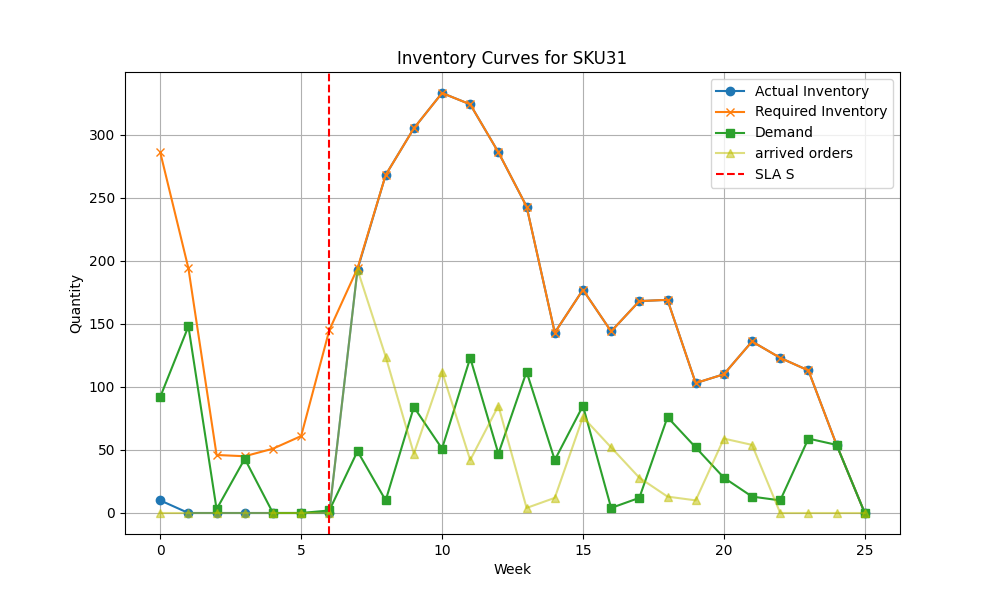 Inventory Curves for SKU31
Actual Inventory
Required Inventory
Demand
arrived orders
SLA S
300
250
200
150
100
50
0
Quantity
0 5 10 15 20 25
Week